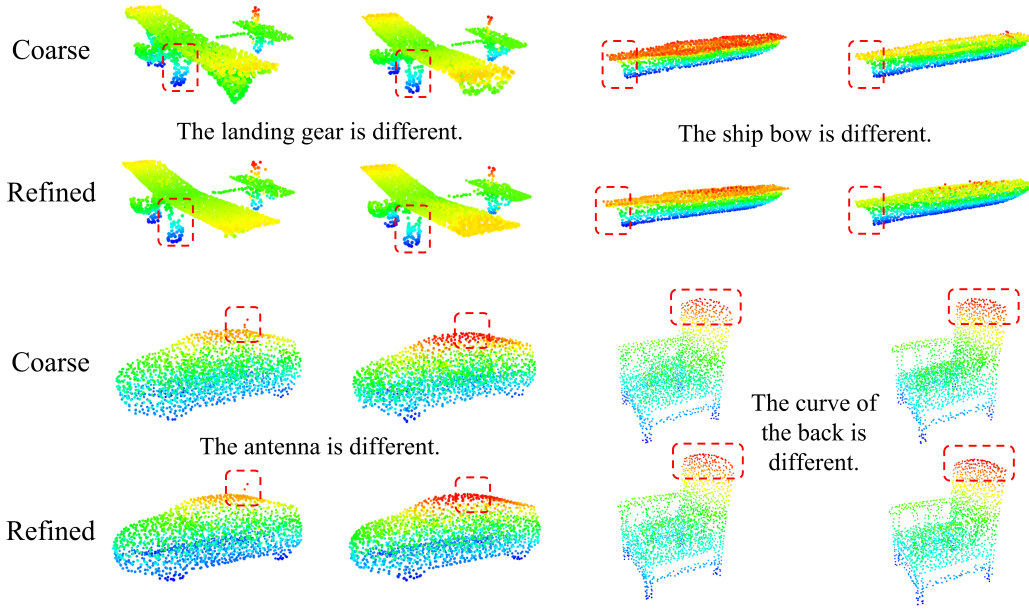 Coarse
The landing gear is different.
The ship bow is different.
Refined
Coarse
The curve of
the back is
different.
The antenna is different.
Refined